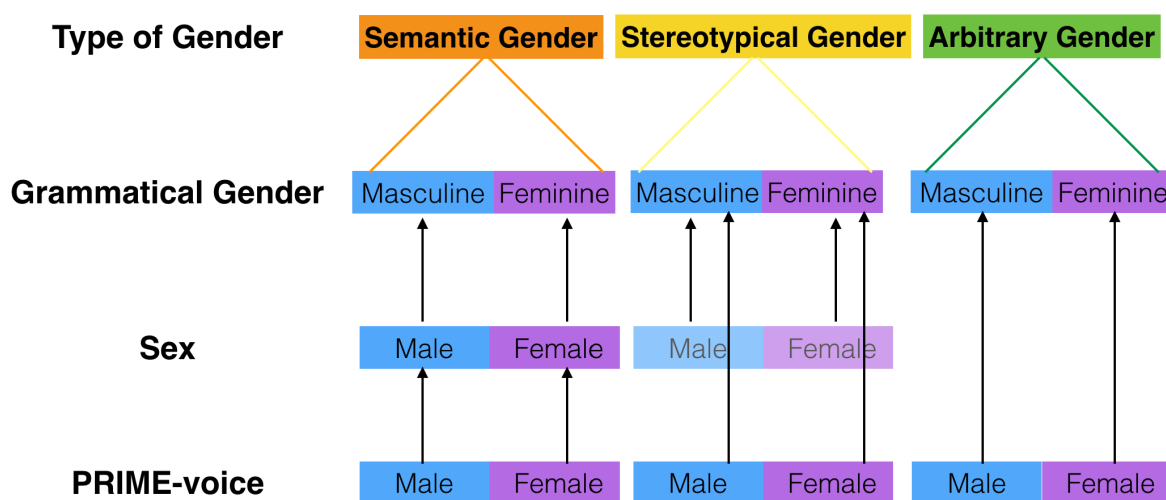 Type of Gender Semantic Gender Stereotypical Gender Arbitrary Gender
Grammatical Gender Masculine Feminine Masculine Feminine Masculine Feminine
Sex Male Female Male Female
PRIME-voice Male Female Male Female Male Female